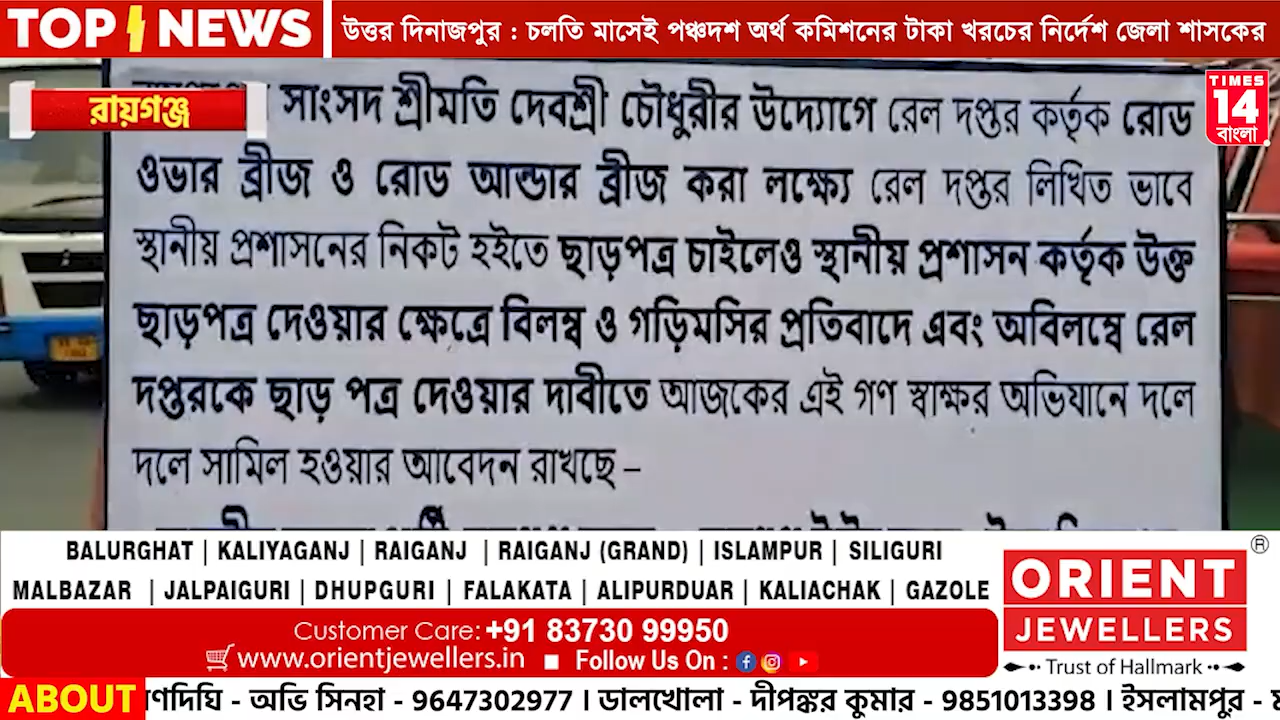 TOP NEWS
উত্তর দিনাজপুর : চলতি মাসেই পঞ্চদশ অর্থ কমিশনের টাকা খরচের নির্দেশ জেলা শাসকের
রায়গঞ্জ
TIMES
14
বাংলা
সাংসদ শ্রীমতি দেবশ্রী চৌধুরীর উদ্যোগে রেল দপ্তর কর্তৃক রোড
ওভার ব্রীজ ও রোড আন্ডার ব্রীজ করা লক্ষ্যে রেল দপ্তর লিখিত ভাবে
স্থানীয় প্রশাসনের নিকট হইতে ছাড়পত্র চাইলেও স্থানীয় প্রশাসন কর্তৃক উক্ত
ছাড়পত্র দেওয়ার ক্ষেত্রে বিলম্ব ও গড়িমসির প্রতিবাদে এবং অবিলম্বে রেল
দপ্তরকে ছাড় পত্র দেওয়ার দাবীতে আজকের এই গণ স্বাক্ষর অভিযানে দলে
দলে সামিল হওয়ার আবেদন রাখছে –
BALURGHAT | KALIYAGANJ | RAIGANJ | RAIGANJ (GRAND) | ISLAMPUR | SILIGURI
MALBAZAR | JALPAIGURI | DHUPGURI | FALAKATA | ALIPURDUAR | KALIACHAK | GAZOLE
ORIENT ®
JEWELLERS
Trust of Hallmark
Customer Care: +91 83730 99950
www.orientjewellers.in ■ Follow Us On :
ABOUT
ণদিঘি - অভি সিনহা - 9647302977 । ডালখোলা - দীপঙ্কর কুমার - 9851013398 । ইসলামপুর -